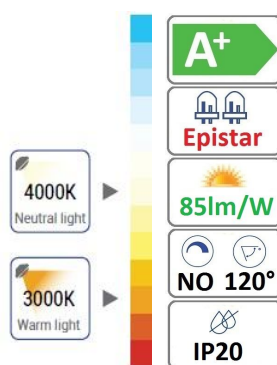 A+
Epistar
4000K
Neutral light
85lm/W
NO 120°
3000K
Warm light
IP20